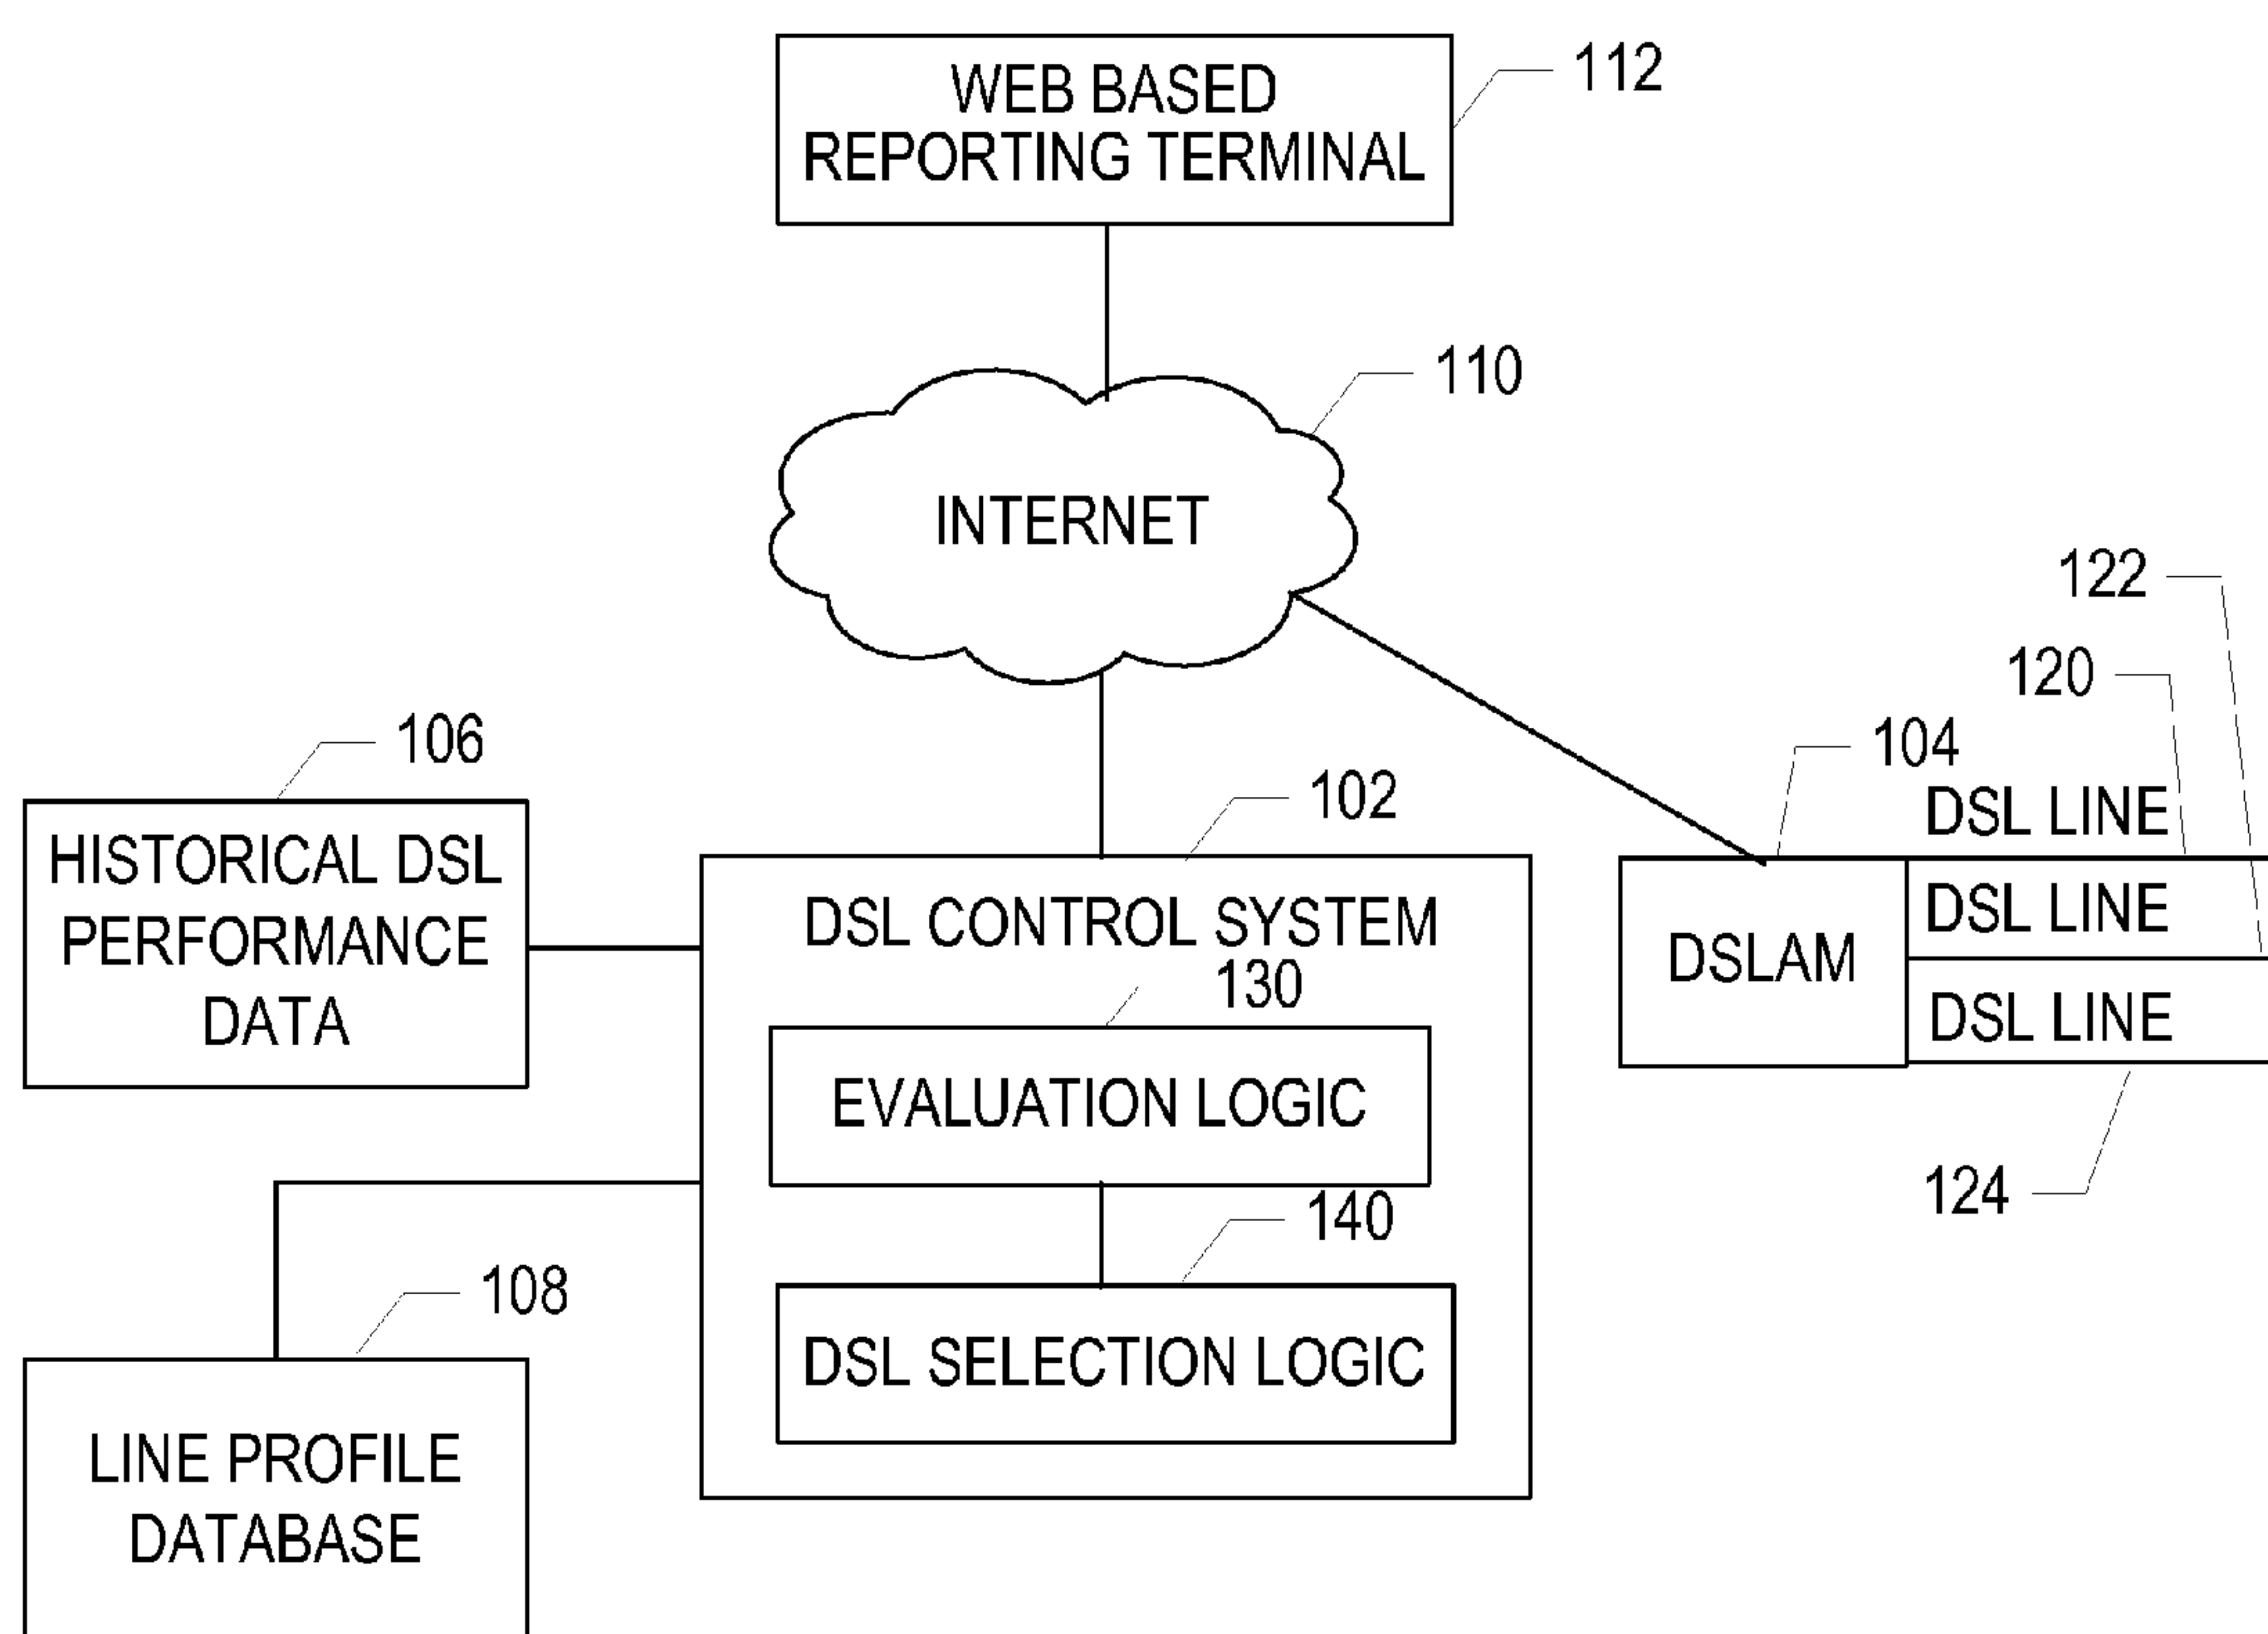 WEB BASED
REPORTING TERMINAL
112
110
INTERNET
122
120
106
104
102
DSL LINE
HISTORICAL DSL
PERFORMANCE
DATA
DSL CONTROL SYSTEM
130
DSLAM
DSL LINE
DSL LINE
EVALUATION LOGIC
124
140
108
DSL SELECTION LOGIC
LINE PROFILE
DATABASE